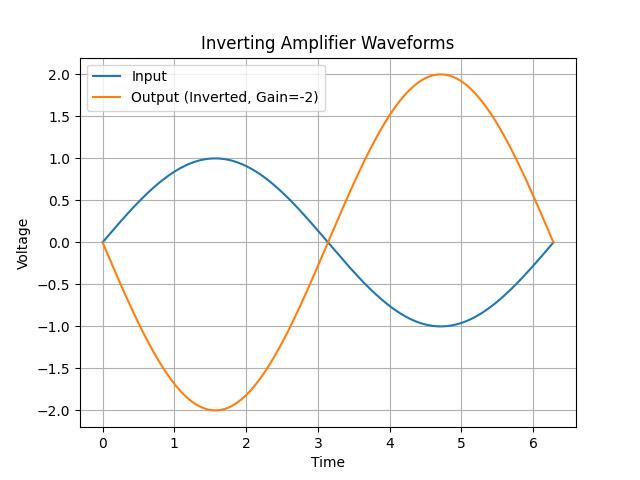 Inverting Amplifier Waveforms
Input
Output (Inverted, Gain=-2)
2.0
1.5
1.0
0.5
0.0
−0.5
−1.0
−1.5
−2.0
Voltage
0 1 2 3 4 5 6
Time